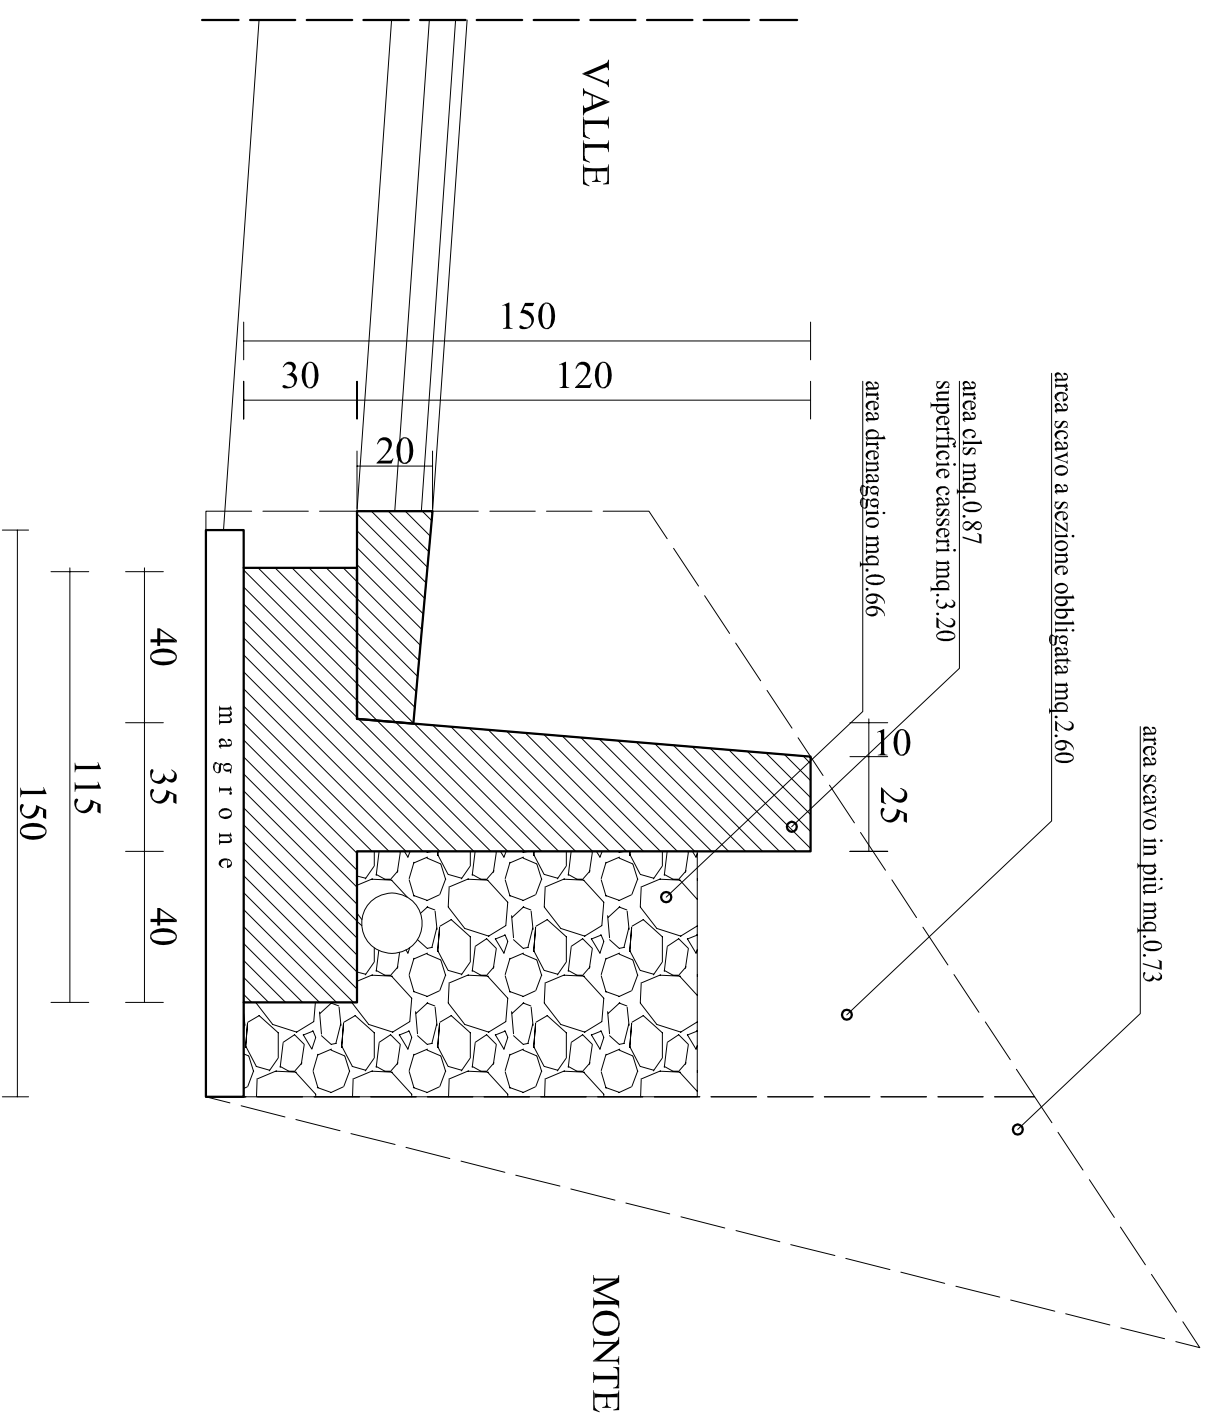 VALLE
MONTE
area scavo in più mq.0.73
area scavo a sezione obbligata mq.2.60
area cls mq.0.87
superficie casseri mq.3.20
area drenaggio mq.0.66
10
25
150
30
120
20
magrone
40
35
40
115
150